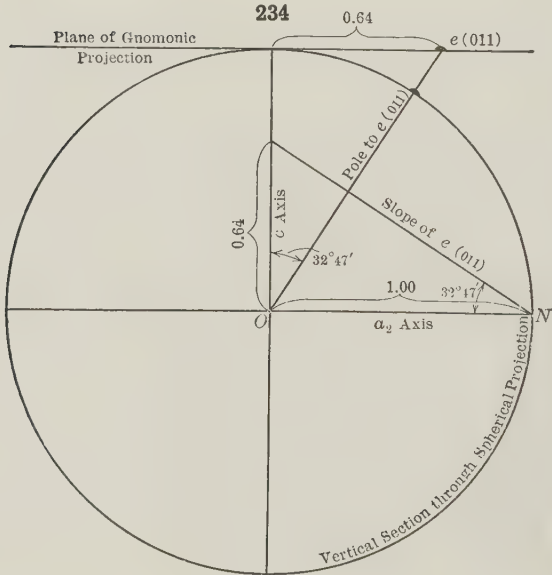 234
0.64
Plane of Gnomonic
Projection
e (011)
Pole to e (011)
Slope of e (011)
0.64
c Axis
32°47′
1.00
32°47′
O
N
a₂ Axis
Vertical Section through Spherical Projection